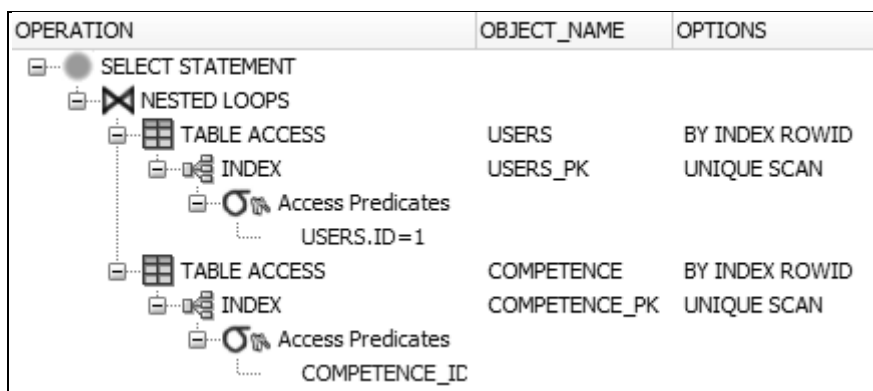 OPERATION OBJECT_NAME OPTIONS
SELECT STATEMENT
NESTED LOOPS
TABLE ACCESS USERS BY INDEX ROWID
INDEX USERS_PK UNIQUE SCAN
Access Predicates
USERS.ID=1
TABLE ACCESS COMPETENCE BY INDEX ROWID
INDEX COMPETENCE_PK UNIQUE SCAN
Access Predicates
COMPETENCE_ID